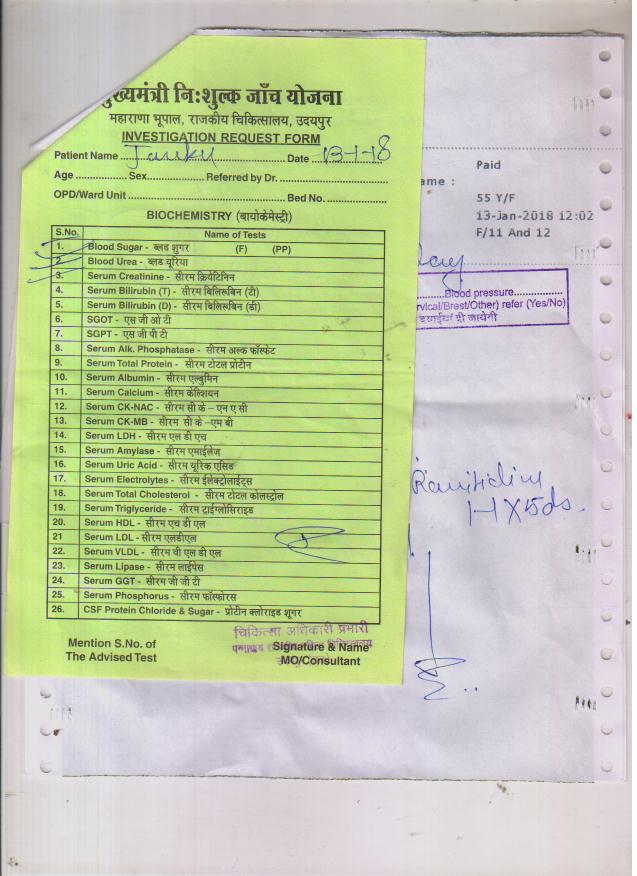 मुख्यमंत्री निःशुल्क जाँच योजना
महाराणा भूपाल, राजकीय चिकित्सालय, उदयपुर
INVESTIGATION REQUEST FORM
Patient Name Date 13-1-18
Age Sex Referred by Dr.
OPD/Ward Unit Bed No.
BIOCHEMISTRY (बायोकेमेस्ट्री)
S.No. Name of Tests
1. Blood Sugar - ब्लड शुगर (F) (PP)
2. Blood Urea - ब्लड यूरिया
3. Serum Creatinine - सीरम क्रियेटिनिन
4. Serum Bilirubin (T) - सीरम बिलिरूबिन (टी)
5. Serum Bilirubin (D) - सीरम बिलिरूबिन (डी)
6. SGOT - एस जी ओ टी
7. SGPT - एस जी पी टी
8. Serum Alk. Phosphatase - सीरम अल्क फॉस्फेट
9. Serum Total Protein - सीरम टोटल प्रोटीन
10. Serum Albumin - सीरम एल्बुमिन
11. Serum Calcium - सीरम केल्शियन
12. Serum CK-NAC - सीरम सी के – एन ए सी
13. Serum CK-MB - सीरम सी के –एम बी
14. Serum LDH - सीरम एल डी एच
15. Serum Amylase - सीरम एमाईलेज
16. Serum Uric Acid - सीरम यूरिक एसिड
17. Serum Electrolytes - सीरम ईलेक्ट्रोलाईट्स
18. Serum Total Cholesterol - सीरम टोटल कोलस्ट्रोल
19. Serum Triglyceride - सीरम ट्राईग्लोसिराइड
20. Serum HDL - सीरम एच डी एल
21 Serum LDL - सीरम एलडीएल
22. Serum VLDL - सीरम वी एल डी एल
23. Serum Lipase - सीरम लाईपेस
24. Serum GGT - सीरम जी जी टी
25. Serum Phosphorus - सीरम फॉस्फोरस
26. CSF Protein Chloride & Sugar - प्रोटीन क्लोराइड शूगर
चिकित्सा अधिकारी प्रभारी
Mention S.No. of
The Advised Test
Signature & Name
MO/Consultant
Paid
ame :
55 Y/F
13-Jan-2018 12:02
F/11 And 12
Blood pressure
rvical/Brest/Other) refer (Yes/No)
दवाईयां दी जायेगी
Ranitidine
1-1 X 5ds.